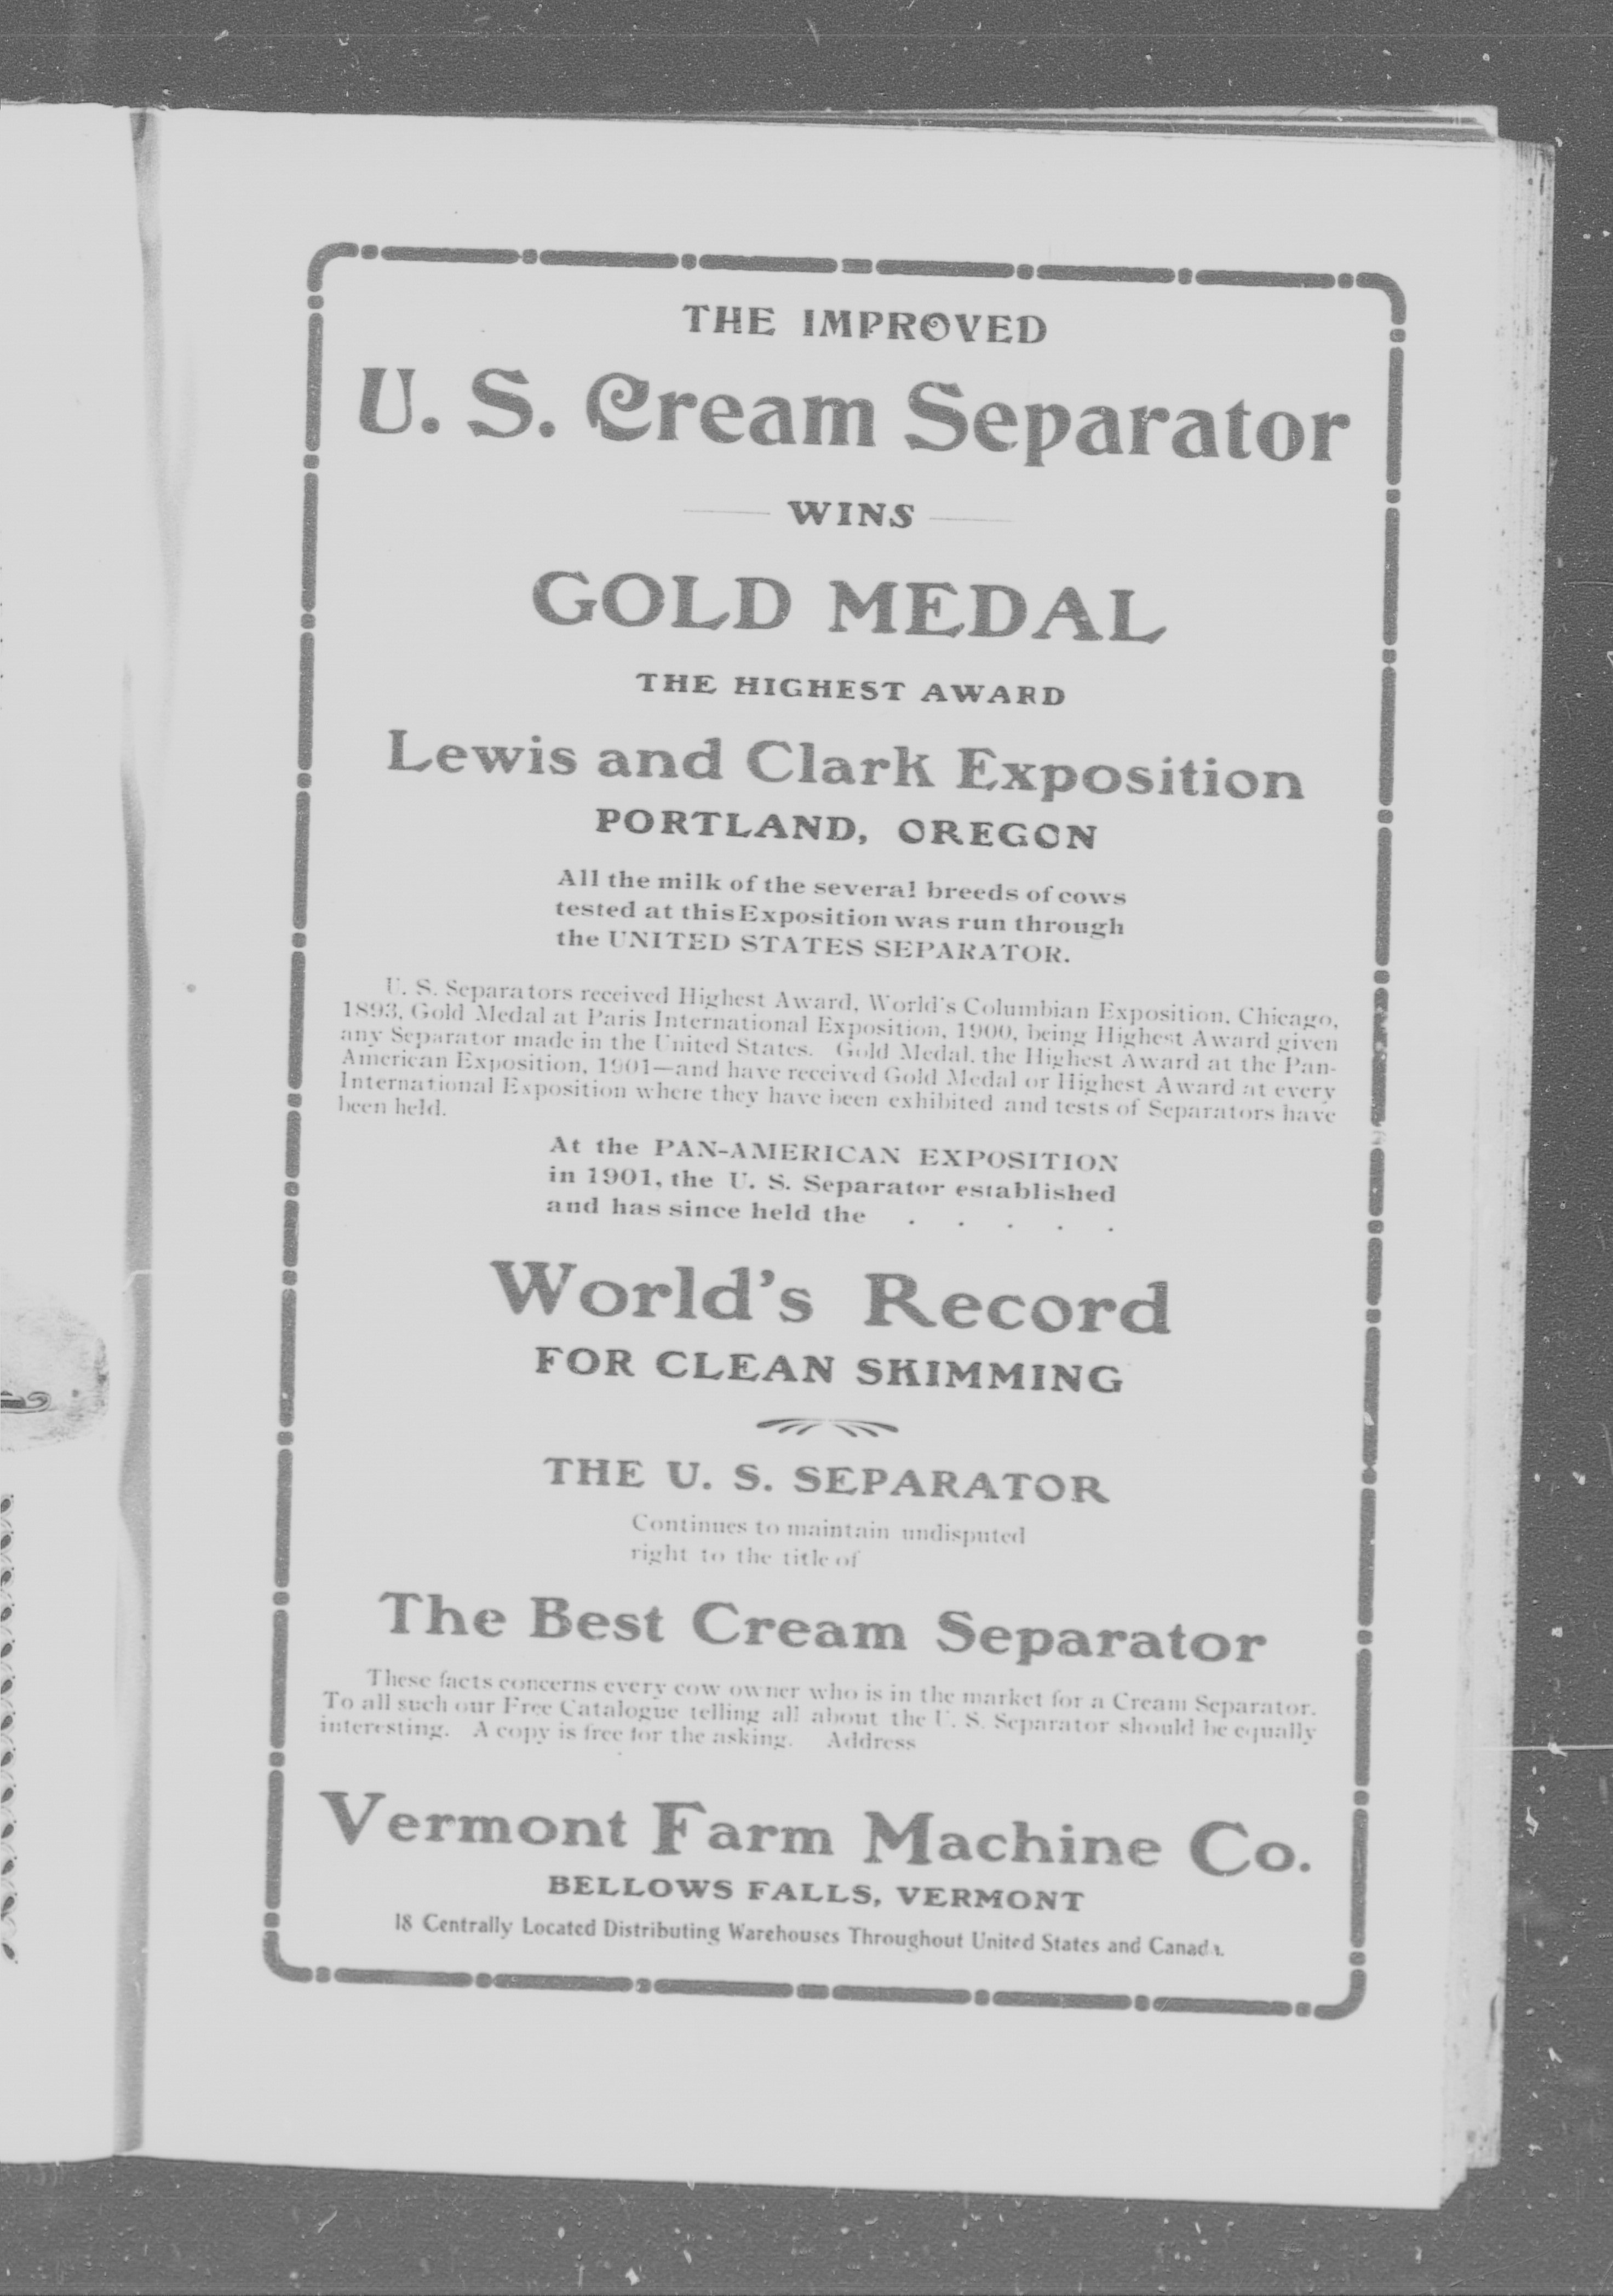 THE IMPROVED
U. S. Cream Separator
WINS
GOLD MEDAL
THE HIGHEST AWARD
Lewis and Clark Exposition
PORTLAND, OREGON
All the milk of the several breeds of cows
tested at this Exposition was run through
the UNITED STATES SEPARATOR.
U. S. Separators received Highest Award, World's Columbian Exposition, Chicago,
1893, Gold Medal at Paris International Exposition, 1900, being Highest Award given
any Separator made in the United States. Gold Medal, the Highest Award at the Pan-
American Exposition, 1901—and have received Gold Medal or Highest Award at every
International Exposition where they have been exhibited and tests of Separators have
been held.
At the PAN-AMERICAN EXPOSITION
in 1901, the U. S. Separator established
and has since held the . . . . .
World's Record
FOR CLEAN SKIMMING
THE U. S. SEPARATOR
Continues to maintain undisputed
right to the title of
The Best Cream Separator
These facts concerns every cow owner who is in the market for a Cream Separator.
To all such our Free Catalogue telling all about the U. S. Separator should be equally
interesting. A copy is free for the asking. Address
Vermont Farm Machine Co.
BELLOWS FALLS, VERMONT
18 Centrally Located Distributing Warehouses Throughout United States and Canada.